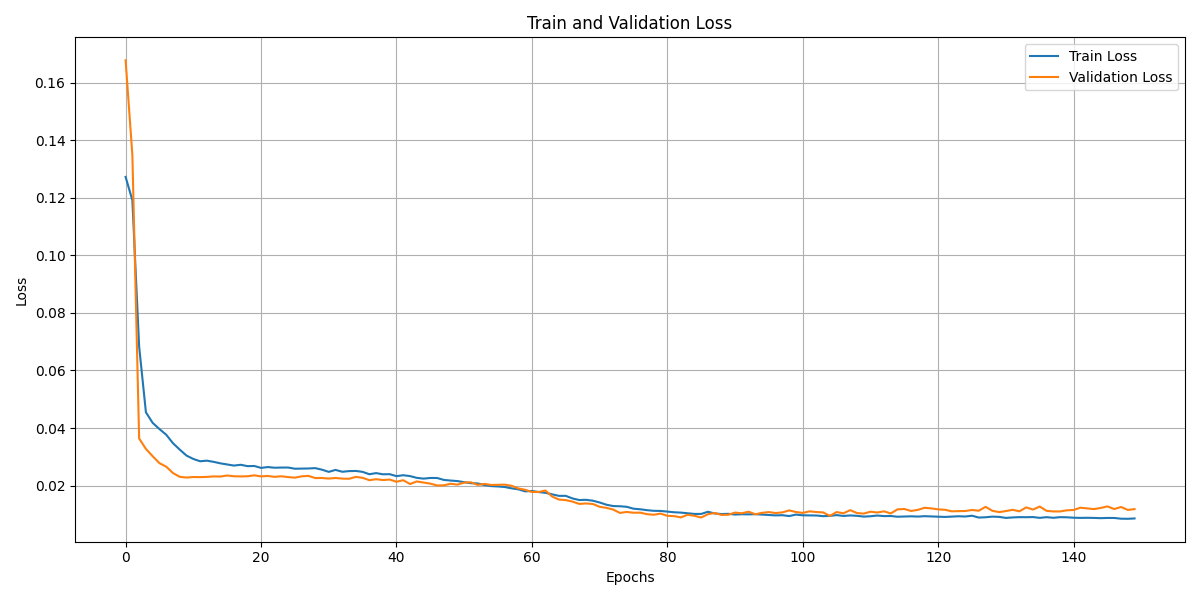 Train and Validation Loss
Train Loss
Validation Loss
0.16
0.14
0.12
0.10
0.08
0.06
0.04
0.02
Loss
0 20 40 60 80 100 120 140
Epochs